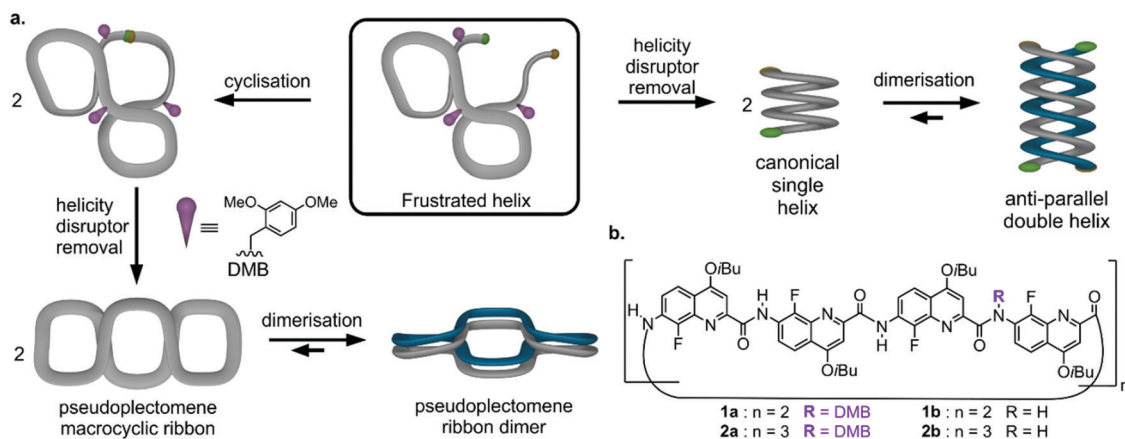 a.
2
cyclisation
Frustrated helix
helicity
disruptor
removal
2
canonical
single
helix
dimerisation
anti-parallel
double helix
helicity
disruptor
removal
≡
MeO
OMe
DMB
2
pseudoplectomene
macrocyclic ribbon
dimerisation
pseudoplectomene
ribbon dimer
b.
OiBu
OiBu
H
N
F
N
O
H
N
F
N
OiBu
O
N
H
F
N
O
R
N
F
N
OiBu
O
n
1a : n = 2 R = DMB 1b : n = 2 R = H
2a : n = 3 R = DMB 2b : n = 3 R = H